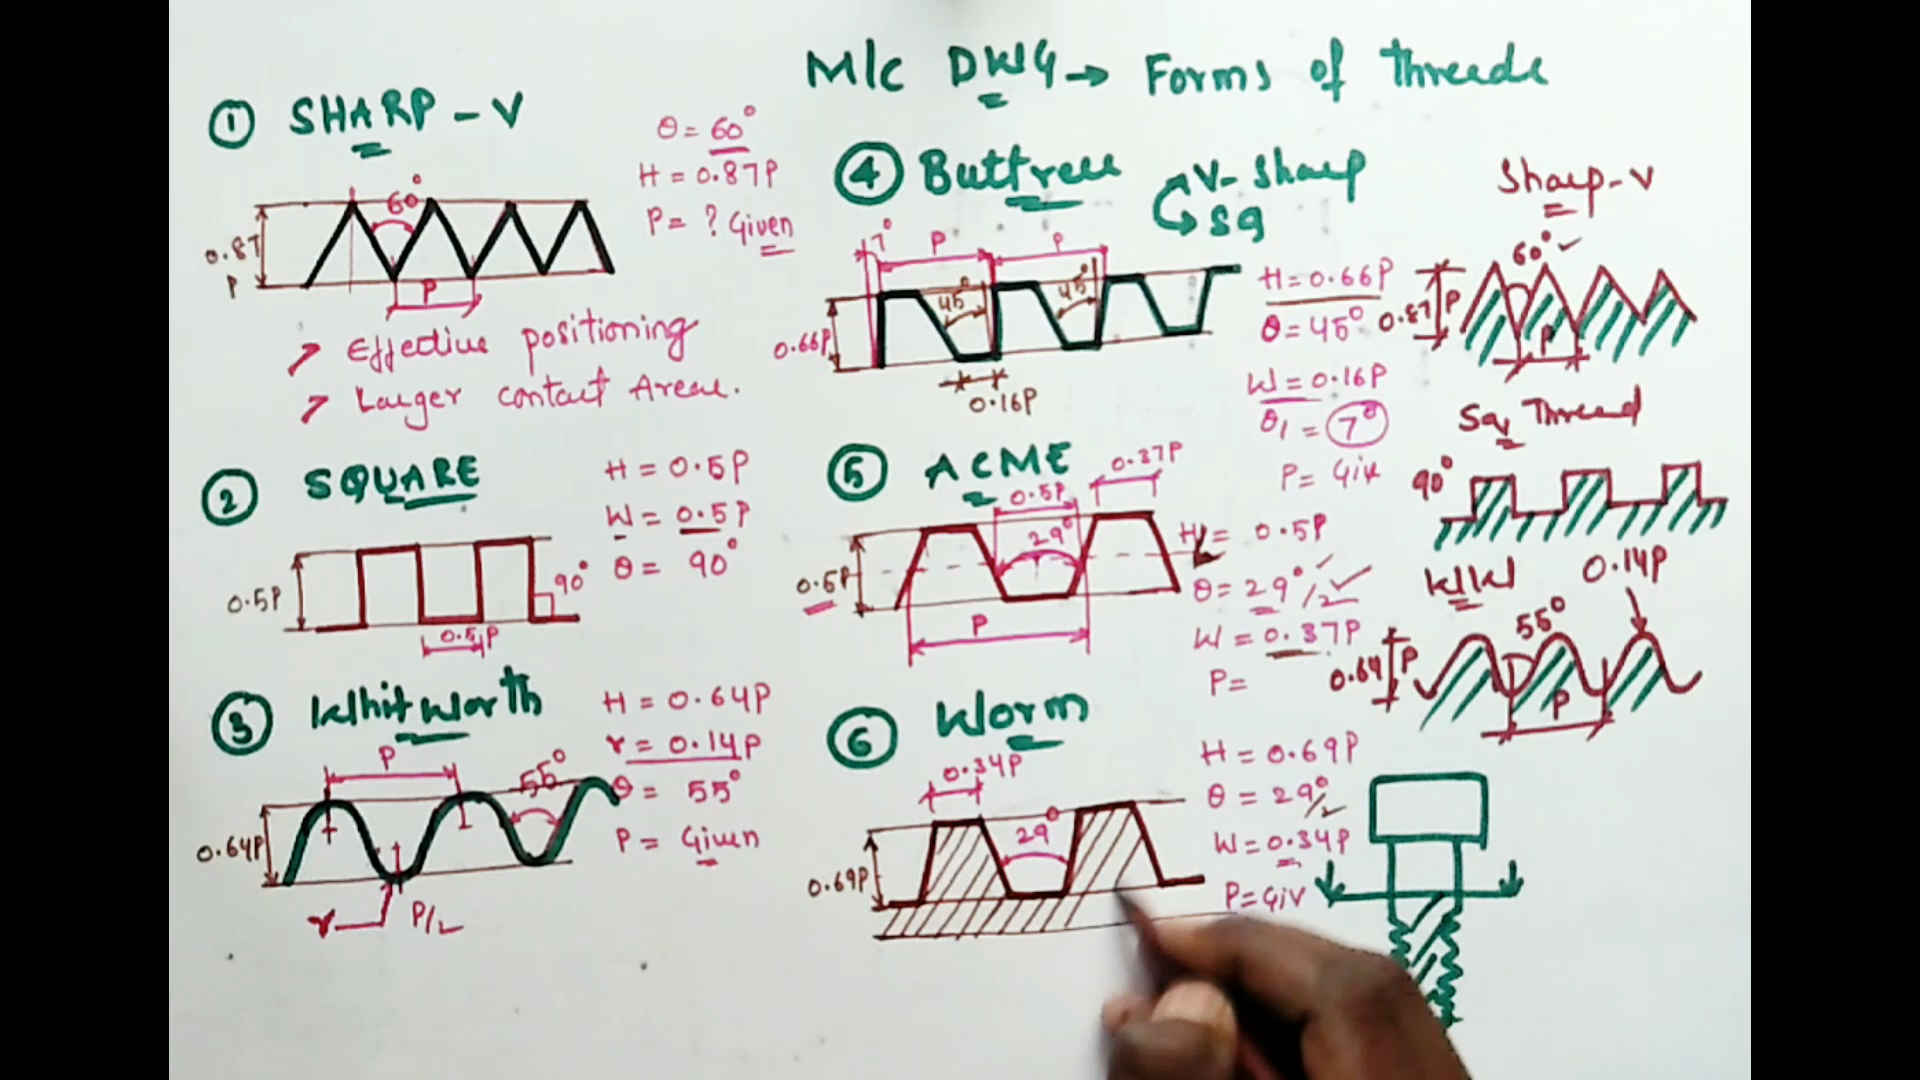 M/c DWG → Forms of threads
① SHARP - V
θ = 60°
H = 0.87P
P = ? Given
60°
0.87
P
P
↗ Effective positioning
↗ Larger contact Areas.
② SQUARE
H = 0.5P
W = 0.5P
θ = 90°
0.5P
90°
0.5P
③ Whitworth
H = 0.64P
r = 0.14P
θ = 55°
P = Given
P
55°
0.64P
r
P/2
④ Buttress
V- Sharp
Sq
7°
P
P
45°
45°
0.66P
0.16P
H = 0.66P
θ = 45°
W = 0.16P
θ1 = 7°
P = Giv
⑤ ACME
0.37P
0.5P
29°
0.5P
P
H = 0.5P
θ = 29°/2
W = 0.37P
P =
⑥ Worm
0.34P
29°
0.69P
H = 0.69P
θ = 29°/2
W = 0.34P
P = Giv
Sharp-V
60°
0.87P
P
Sq Thread
90°
WW
0.14P
55°
0.64P
P